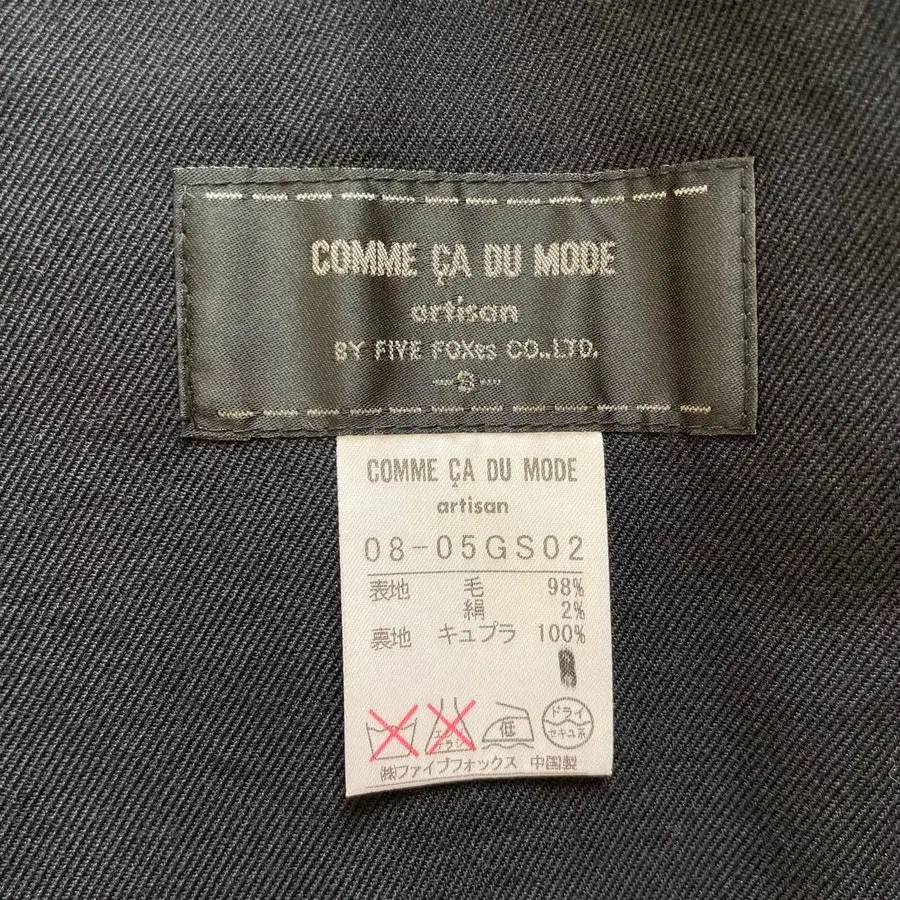 COMME ÇA DU MODE
artisan
BY FIVE FOXes CO.,LTD.
S
COMME ÇA DU MODE
artisan
08-05GS02
表地 毛 98%
絹 2%
裏地 キュプラ 100%
低 ドライ
セキユ系
㈱ファイブフォックス 中国製